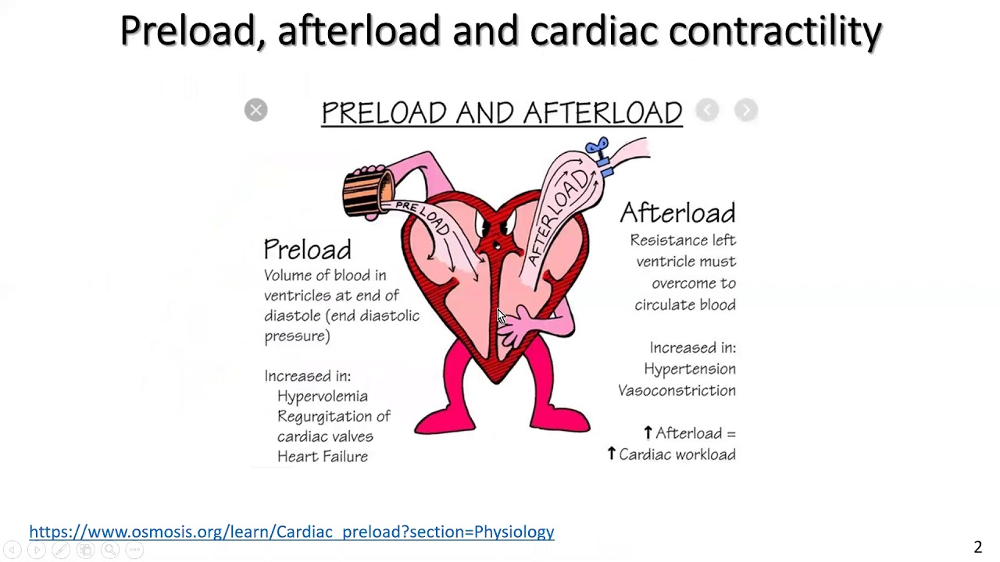 Preload, afterload and cardiac contractility
PRELOAD AND AFTERLOAD
PRE LOAD
AFTERLOAD
Preload
Volume of blood in
ventricles at end of
diastole (end diastolic
pressure)
Increased in:
Hypervolemia
Regurgitation of
cardiac valves
Heart Failure
Afterload
Resistance left
ventricle must
overcome to
circulate blood
Increased in:
Hypertension
Vasoconstriction
↑ Afterload =
↑ Cardiac workload
https://www.osmosis.org/learn/Cardiac_preload?section=Physiology
2